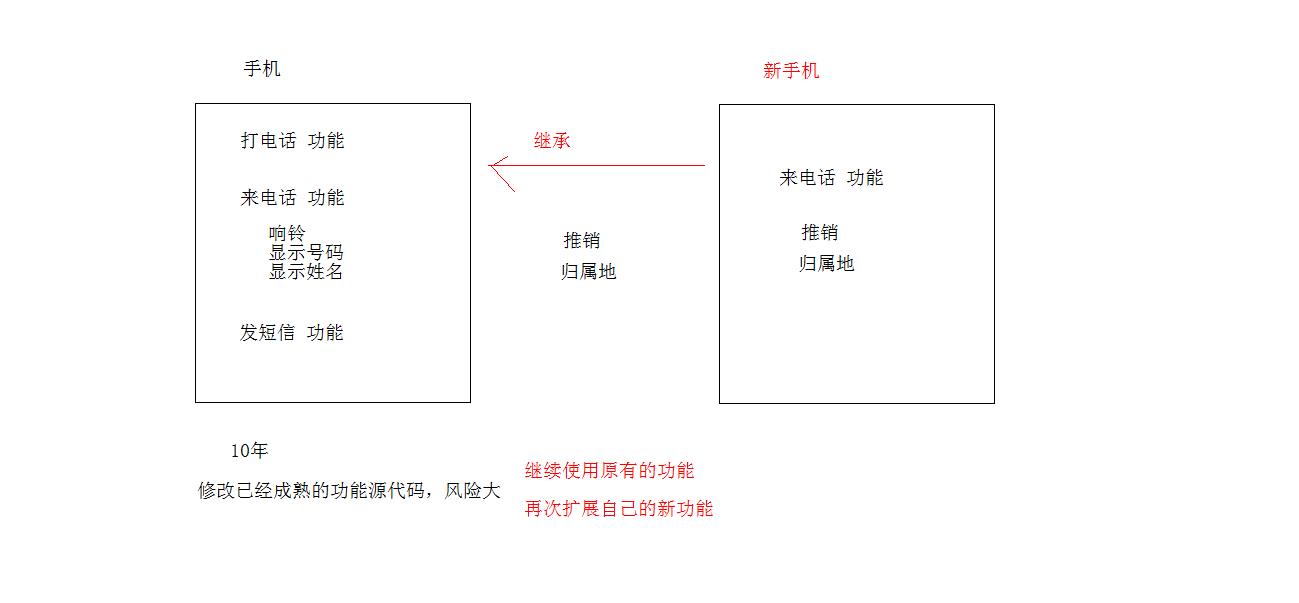 手机
打电话 功能
来电话 功能
响铃
显示号码
显示姓名
发短信 功能
10年
修改已经成熟的功能源代码，风险大
继承
推销
归属地
继续使用原有的功能
再次扩展自己的新功能
新手机
来电话 功能
推销
归属地